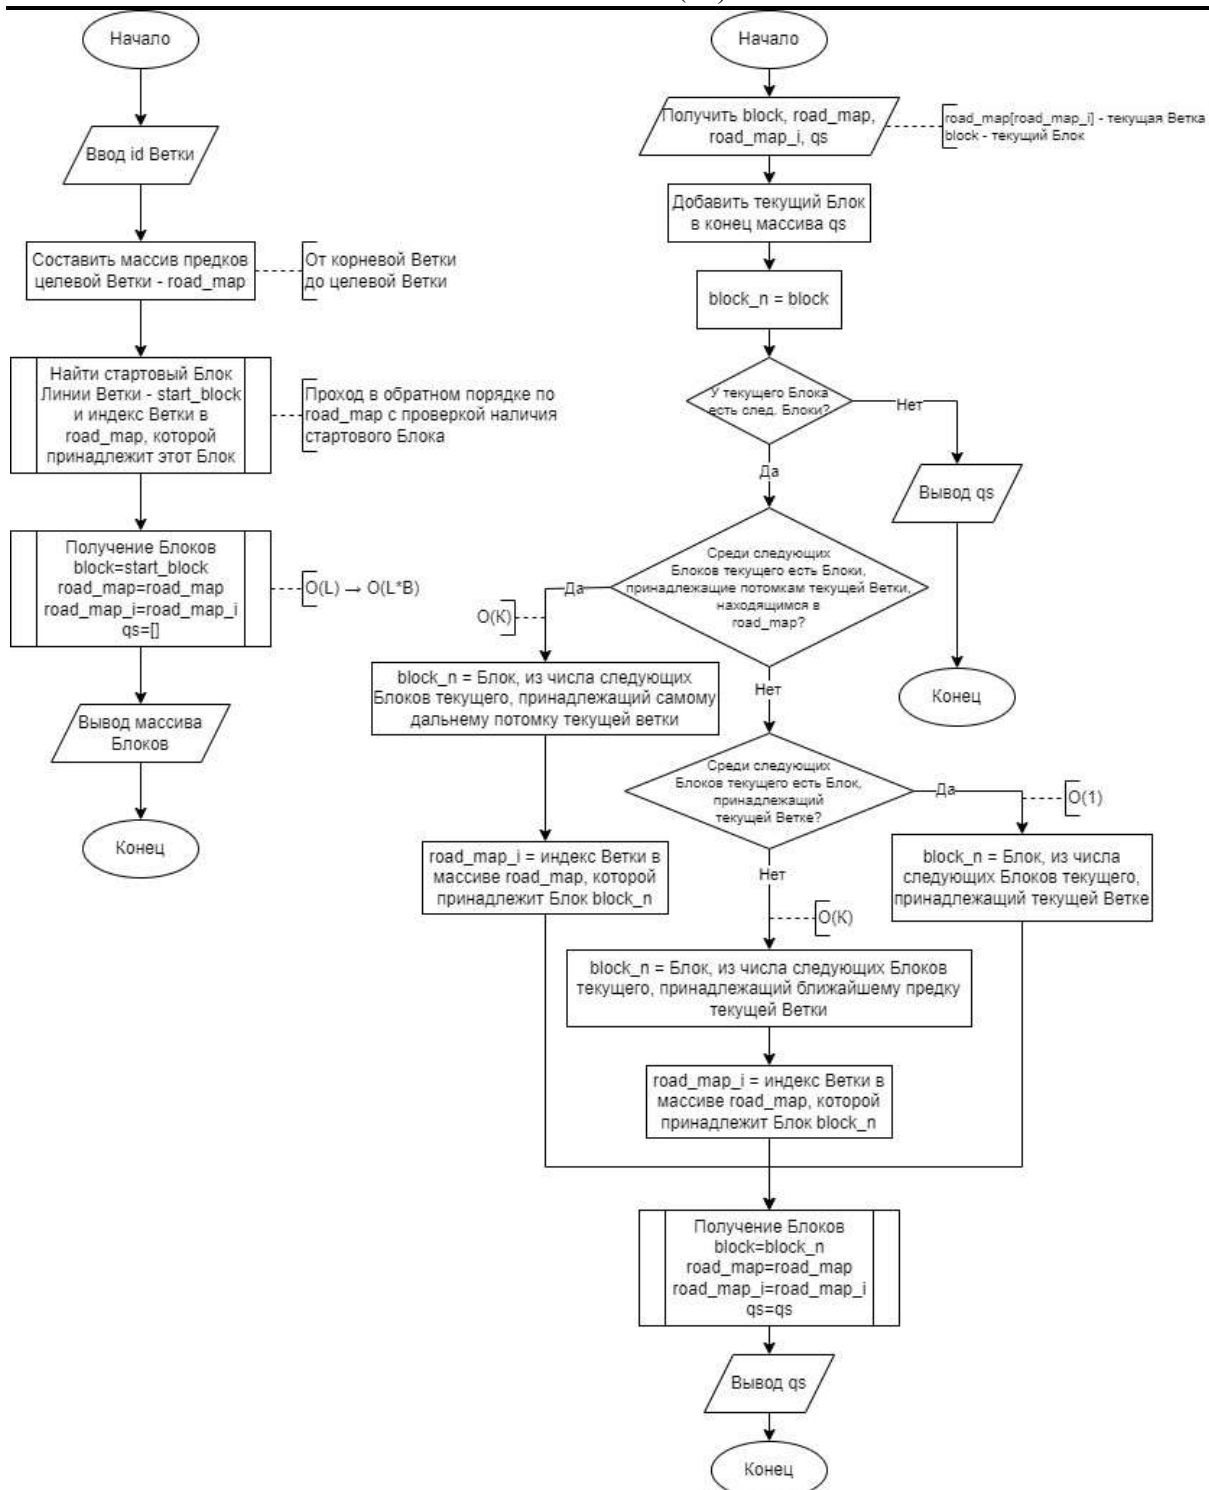 Начало
Ввод id Ветки
Составить массив предков
целевой Ветки - road_map
От корневой Ветки
до целевой Ветки
Найти стартовый Блок
Линии Ветки - start_block
и индекс Ветки в
road_map, которой
принадлежит этот Блок
Проход в обратном порядке по
road_map с проверкой наличия
стартового Блока
Получение Блоков
block=start_block
road_map=road_map
road_map_i=road_map_i
qs=[]
O(L) → O(L*B)
Вывод массива
Блоков
Конец
Начало
Получить block, road_map,
road_map_i, qs
road_map[road_map_i] - текущая Ветка
block - текущий Блок
Добавить текущий Блок
в конец массива qs
block_n = block
У текущего Блока
есть след. Блоки?
Нет
Вывод qs
Конец
Да
Среди следующих
Блоков текущего есть Блоки,
принадлежащие потомкам текущей Ветки,
находящимся в
road_map?
Да
O(К)
block_n = Блок, из числа следующих
Блоков текущего, принадлежащий самому
дальнему потомку текущей ветки
road_map_i = индекс Ветки в
массиве road_map, которой
принадлежит Блок block_n
Нет
Среди следующих
Блоков текущего есть Блок,
принадлежащий
текущей Ветке?
Да
O(1)
block_n = Блок, из числа
следующих Блоков текущего,
принадлежащий текущей Ветке
Нет
O(К)
block_n = Блок, из числа следующих Блоков
текущего, принадлежащий ближайшему предку
текущей Ветки
road_map_i = индекс Ветки в
массиве road_map, которой
принадлежит Блок block_n
Получение Блоков
block=block_n
road_map=road_map
road_map_i=road_map_i
qs=qs
Вывод qs
Конец